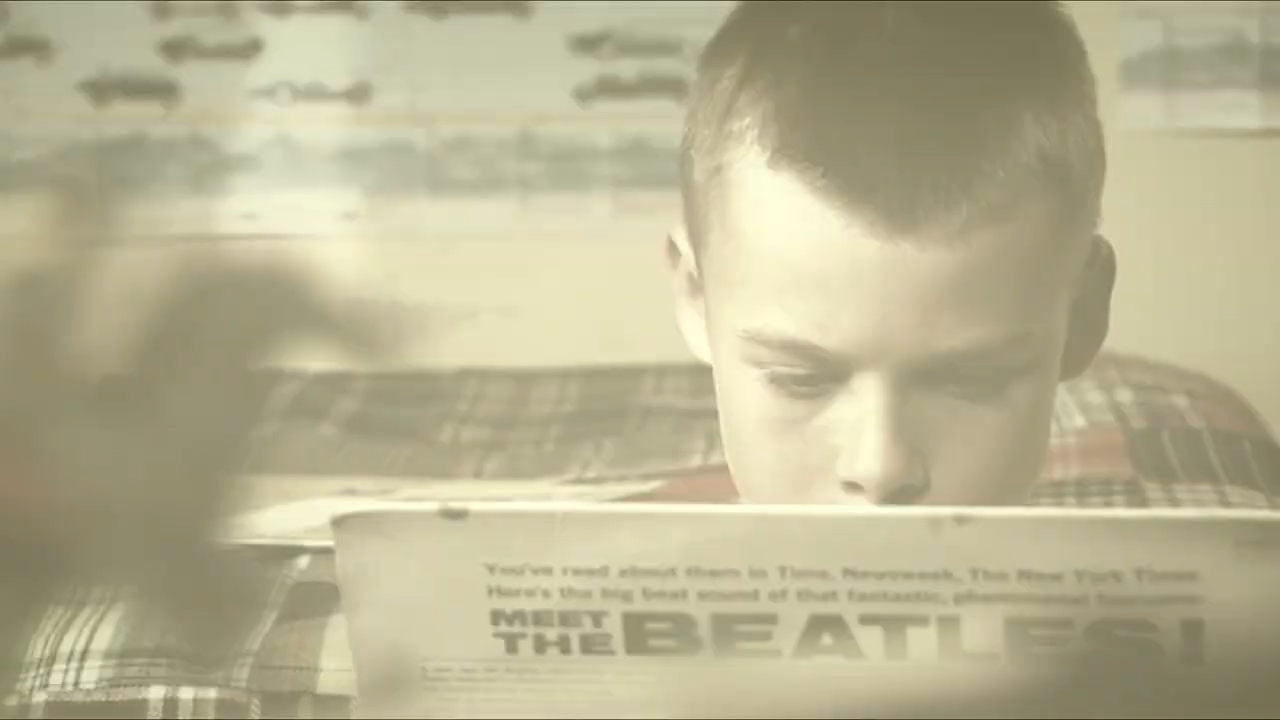 You've read about them in Time, Newsweek, The New York Times.
Here's the big beat sound of that fantastic, phenomenal foursome.
MEET
THE BEATLES!